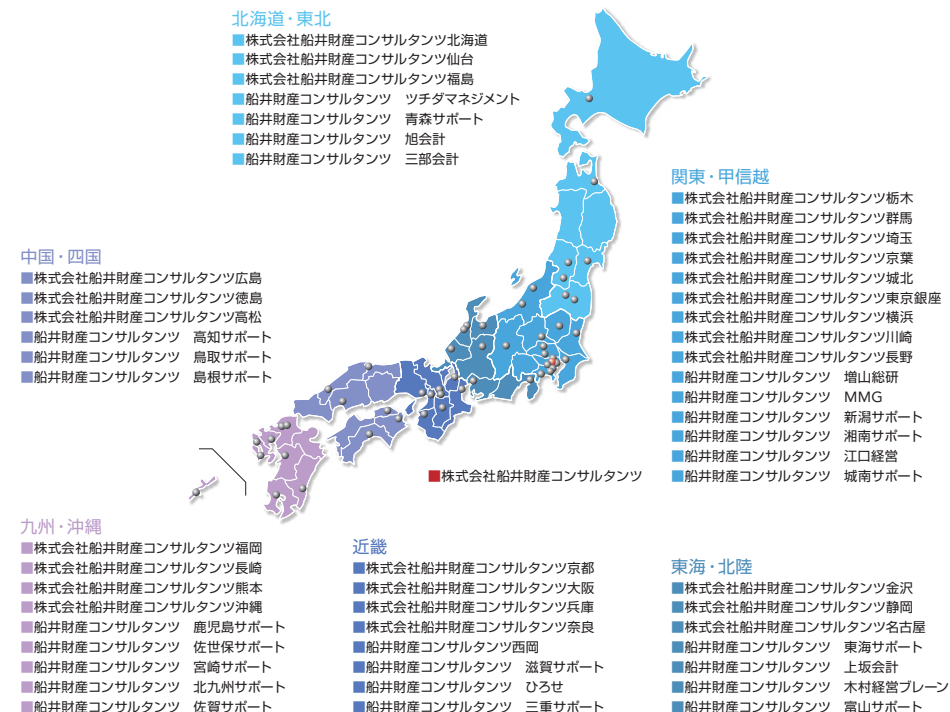 北海道・東北
■株式会社船井財産コンサルタンツ北海道
■株式会社船井財産コンサルタンツ仙台
■株式会社船井財産コンサルタンツ福島
■船井財産コンサルタンツ　ツチダマネジメント
■船井財産コンサルタンツ　青森サポート
■船井財産コンサルタンツ　旭会計
■船井財産コンサルタンツ　三部会計
関東・甲信越
■株式会社船井財産コンサルタンツ栃木
■株式会社船井財産コンサルタンツ群馬
■株式会社船井財産コンサルタンツ埼玉
■株式会社船井財産コンサルタンツ京葉
■株式会社船井財産コンサルタンツ城北
■株式会社船井財産コンサルタンツ東京銀座
■株式会社船井財産コンサルタンツ横浜
■株式会社船井財産コンサルタンツ川崎
■株式会社船井財産コンサルタンツ長野
■船井財産コンサルタンツ　増山総研
■船井財産コンサルタンツ　MMG
■船井財産コンサルタンツ　新潟サポート
■船井財産コンサルタンツ　湘南サポート
■船井財産コンサルタンツ　江口経営
■船井財産コンサルタンツ　城南サポート
中国・四国
■株式会社船井財産コンサルタンツ広島
■株式会社船井財産コンサルタンツ徳島
■株式会社船井財産コンサルタンツ高松
■船井財産コンサルタンツ　高知サポート
■船井財産コンサルタンツ　鳥取サポート
■船井財産コンサルタンツ　島根サポート
■株式会社船井財産コンサルタンツ
九州・沖縄
■株式会社船井財産コンサルタンツ福岡
■株式会社船井財産コンサルタンツ長崎
■株式会社船井財産コンサルタンツ熊本
■株式会社船井財産コンサルタンツ沖縄
■船井財産コンサルタンツ　鹿児島サポート
■船井財産コンサルタンツ　佐世保サポート
■船井財産コンサルタンツ　宮崎サポート
■船井財産コンサルタンツ　北九州サポート
■船井財産コンサルタンツ　佐賀サポート
近畿
■株式会社船井財産コンサルタンツ京都
■株式会社船井財産コンサルタンツ大阪
■株式会社船井財産コンサルタンツ兵庫
■株式会社船井財産コンサルタンツ奈良
■船井財産コンサルタンツ西岡
■船井財産コンサルタンツ　滋賀サポート
■船井財産コンサルタンツ　ひろせ
■船井財産コンサルタンツ　三重サポート
東海・北陸
■株式会社船井財産コンサルタンツ金沢
■株式会社船井財産コンサルタンツ静岡
■株式会社船井財産コンサルタンツ名古屋
■船井財産コンサルタンツ　東海サポート
■船井財産コンサルタンツ　上坂会計
■船井財産コンサルタンツ　木村経営ブレーン
■船井財産コンサルタンツ　富山サポート